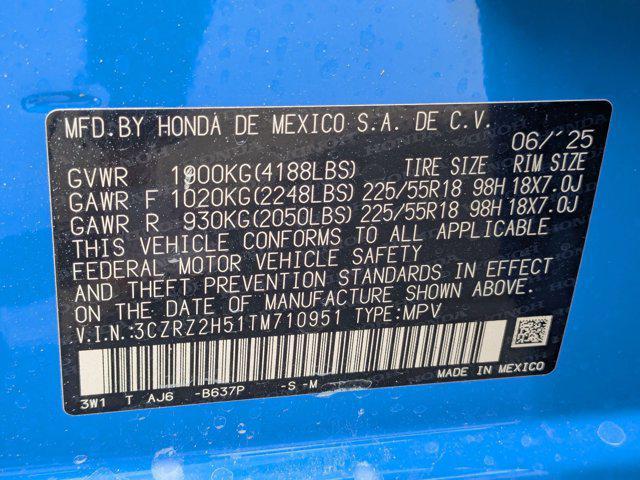 MFD. BY HONDA DE MEXICO S.A. DE C.V.
06/'25
GVWR 1900KG(4188LBS) TIRE SIZE RIM SIZE
GAWR F 1020KG(2248LBS) 225/55R18 98H 18X7.0J
GAWR R 930KG(2050LBS) 225/55R18 98H 18X7.0J
THIS VEHICLE CONFORMS TO ALL APPLICABLE
FEDERAL MOTOR VEHICLE SAFETY
AND THEFT PREVENTION STANDARDS IN EFFECT
ON THE DATE OF MANUFACTURE SHOWN ABOVE.
V.I.N.:3CZRZ2H51TM710951 TYPE:MPV
3W1 T AJ6 -B637P -S-M
MADE IN MEXICO